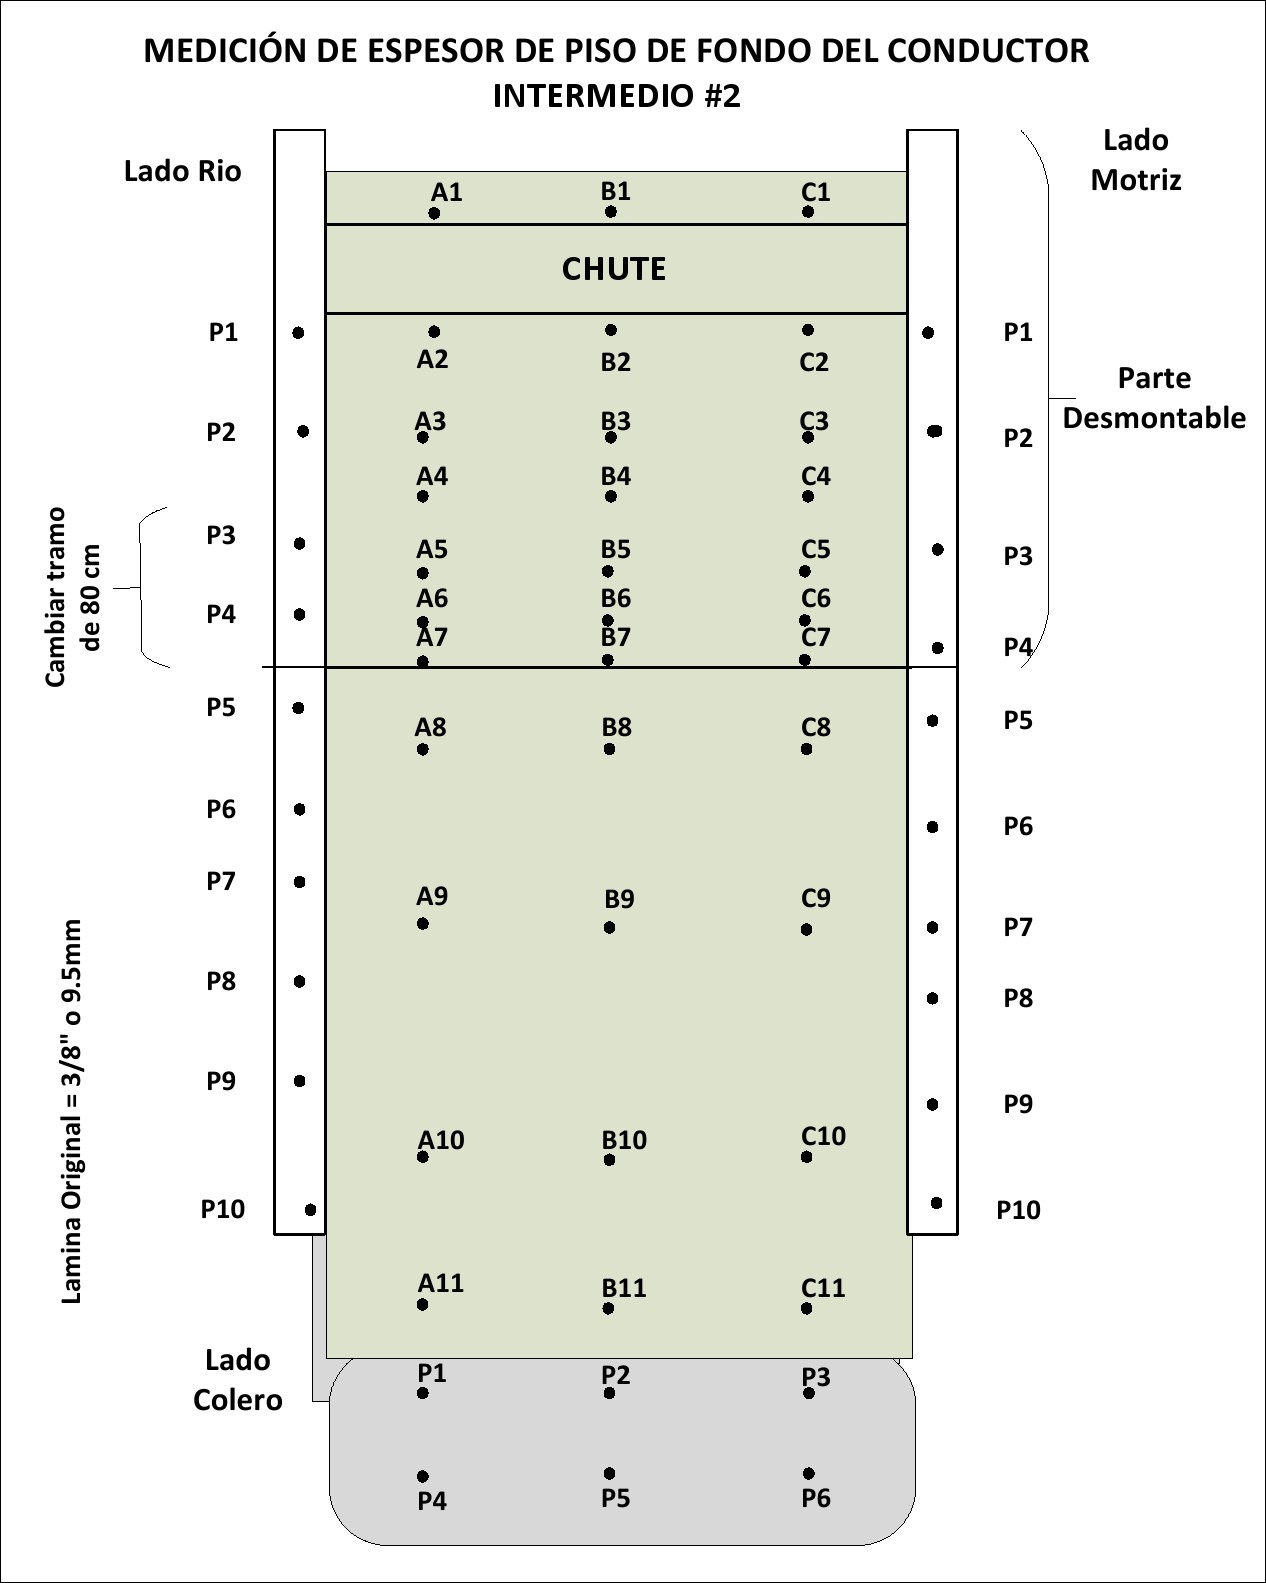 MEDICIÓN DE ESPESOR DE PISO DE FONDO DEL CONDUCTOR
INTERMEDIO #2
Lado Rio
Lado
Motriz
A1 B1 C1
CHUTE
P1 P1
A2 B2 C2
Parte
Desmontable
A3 B3 C3
P2 P2
A4 B4 C4
Cambiar tramo
de 80 cm
P3 P3
A5 B5 C5
A6 B6 C6
P4 P4
A7 B7 C7
P5 P5
A8 B8 C8
P6 P6
P7 P7
A9 B9 C9
P8 P8
Lamina Original = 3/8" o 9.5mm
P9 P9
A10 B10 C10
P10 P10
A11 B11 C11
Lado
Colero
P1 P2 P3
P4 P5 P6